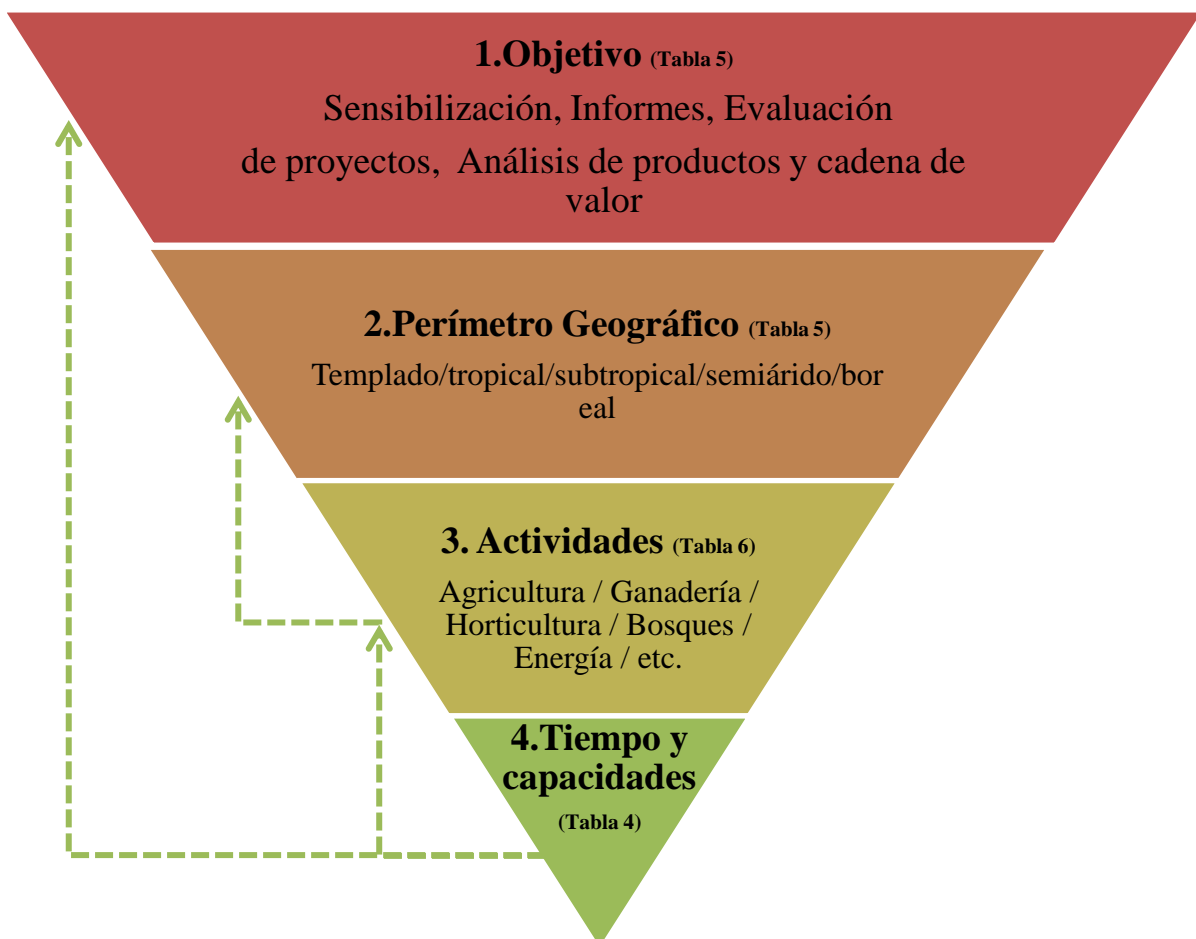 1.Objetivo (Tabla 5)
Sensibilización, Informes, Evaluación
de proyectos, Análisis de productos y cadena de
valor
2.Perímetro Geográfico (Tabla 5)
Templado/tropical/subtropical/semiárido/bor
eal
3. Actividades (Tabla 6)
Agricultura / Ganadería /
Horticultura / Bosques /
Energía / etc.
4.Tiempo y
capacidades
(Tabla 4)